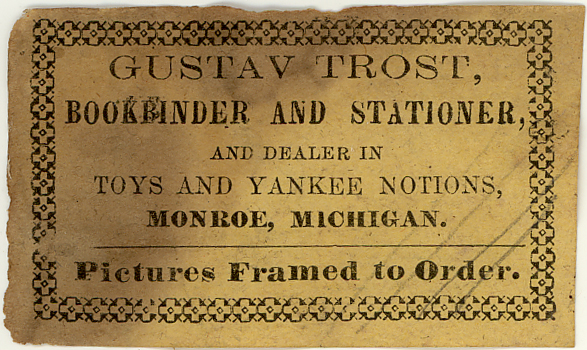 GUSTAV TROST,
BOOKBINDER AND STATIONER,
AND DEALER IN
TOYS AND YANKEE NOTIONS,
MONROE, MICHIGAN.
Pictures Framed to Order.